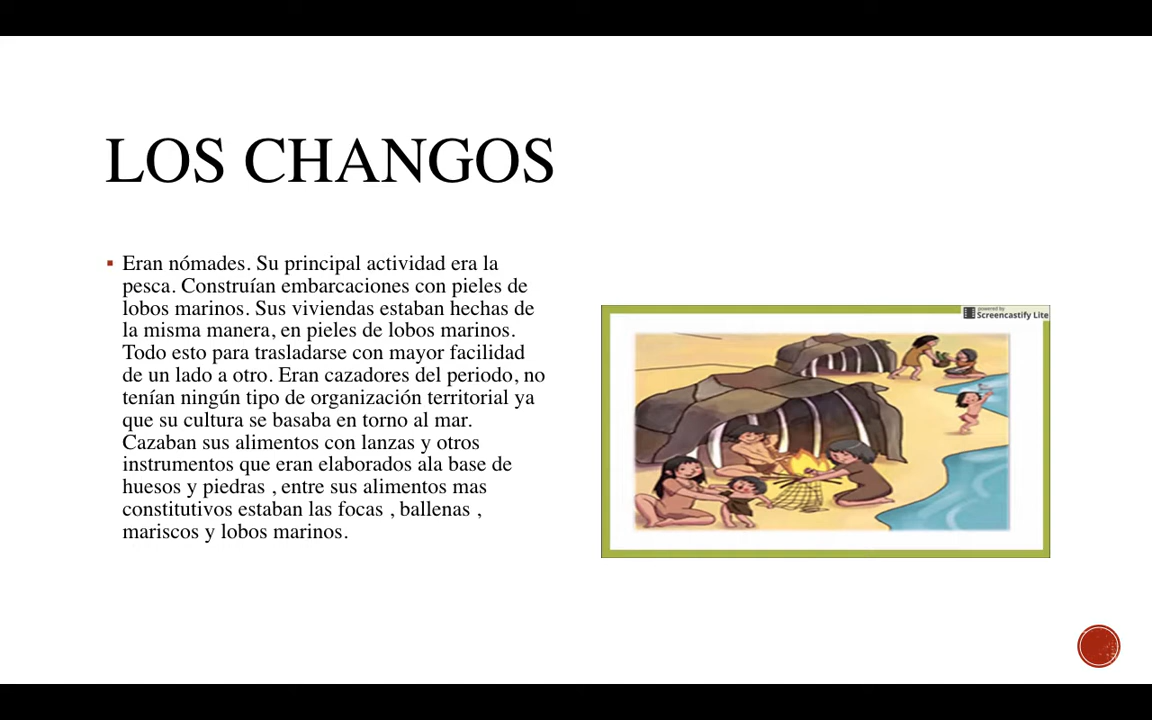 LOS CHANGOS
Eran nómades. Su principal actividad era la
pesca. Construían embarcaciones con pieles de
lobos marinos. Sus viviendas estaban hechas de
la misma manera, en pieles de lobos marinos.
Todo esto para trasladarse con mayor facilidad
de un lado a otro. Eran cazadores del periodo, no
tenían ningún tipo de organización territorial ya
que su cultura se basaba en torno al mar.
Cazaban sus alimentos con lanzas y otros
instrumentos que eran elaborados ala base de
huesos y piedras , entre sus alimentos mas
constitutivos estaban las focas , ballenas ,
mariscos y lobos marinos.
powered by
Screencastify Lite